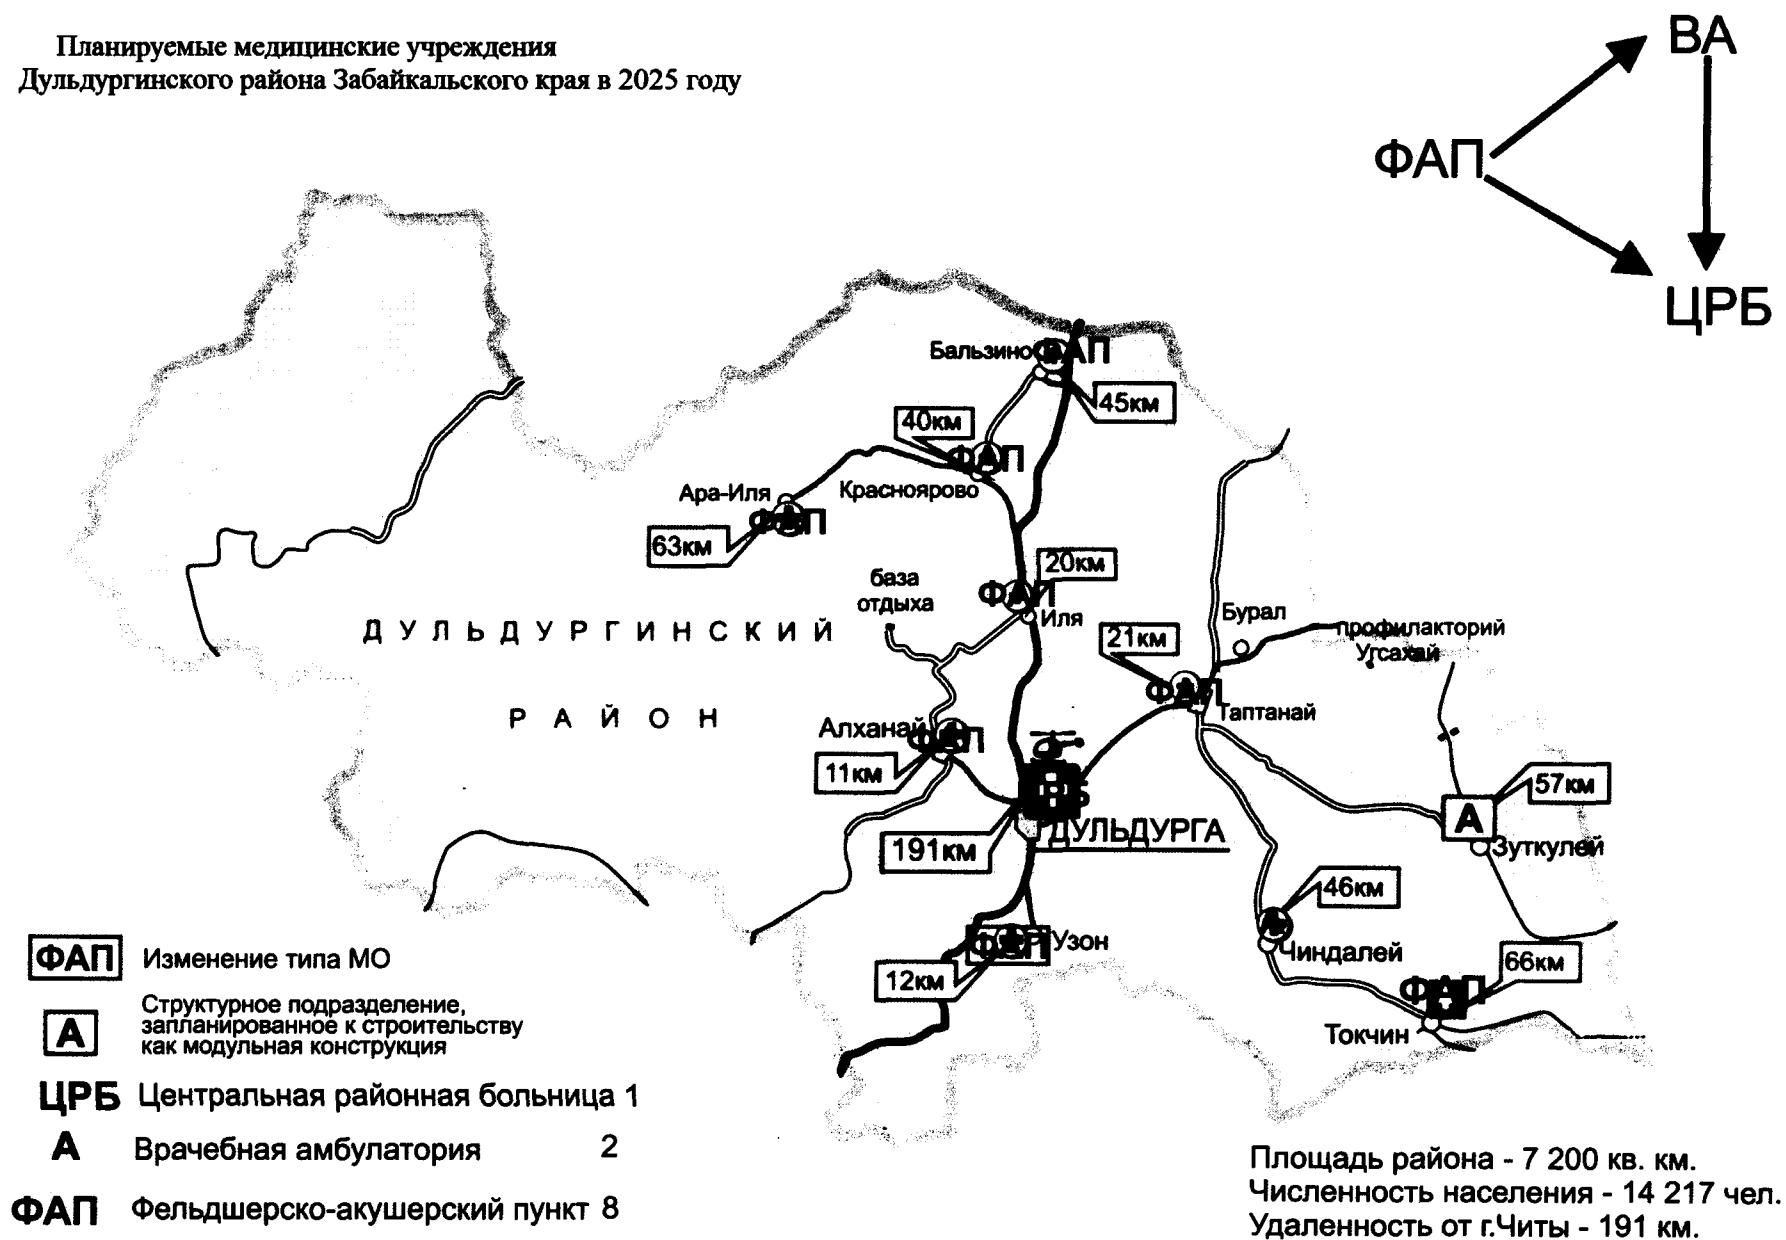 Планируемые медицинские учреждения
Дульдургинского района Забайкальского края в 2025 году
ВА
ФАП
ЦРБ
Бальзино
ФАП
45км
40км
ФАП
Красноярово
Ара-Иля
ФАП
63км
20км
ФАП
Иля
база
отдыха
Бурал
профилакторий
Угсахай
21км
ФАП
Таптанай
ДУЛЬДУРГИНСКИЙ
РАЙОН
Алханай
ФАП
11км
191км
ДУЛЬДУРГА
57км
А
Зуткулей
46км
Чиндалей
ФАП
Узон
12км
66км
ФАП
Токчин
ФАП Изменение типа МО
А Структурное подразделение,
запланированное к строительству
как модульная конструкция
ЦРБ Центральная районная больница 1
А Врачебная амбулатория 2
ФАП Фельдшерско-акушерский пункт 8
Площадь района - 7 200 кв. км.
Численность населения - 14 217 чел.
Удаленность от г.Читы - 191 км.